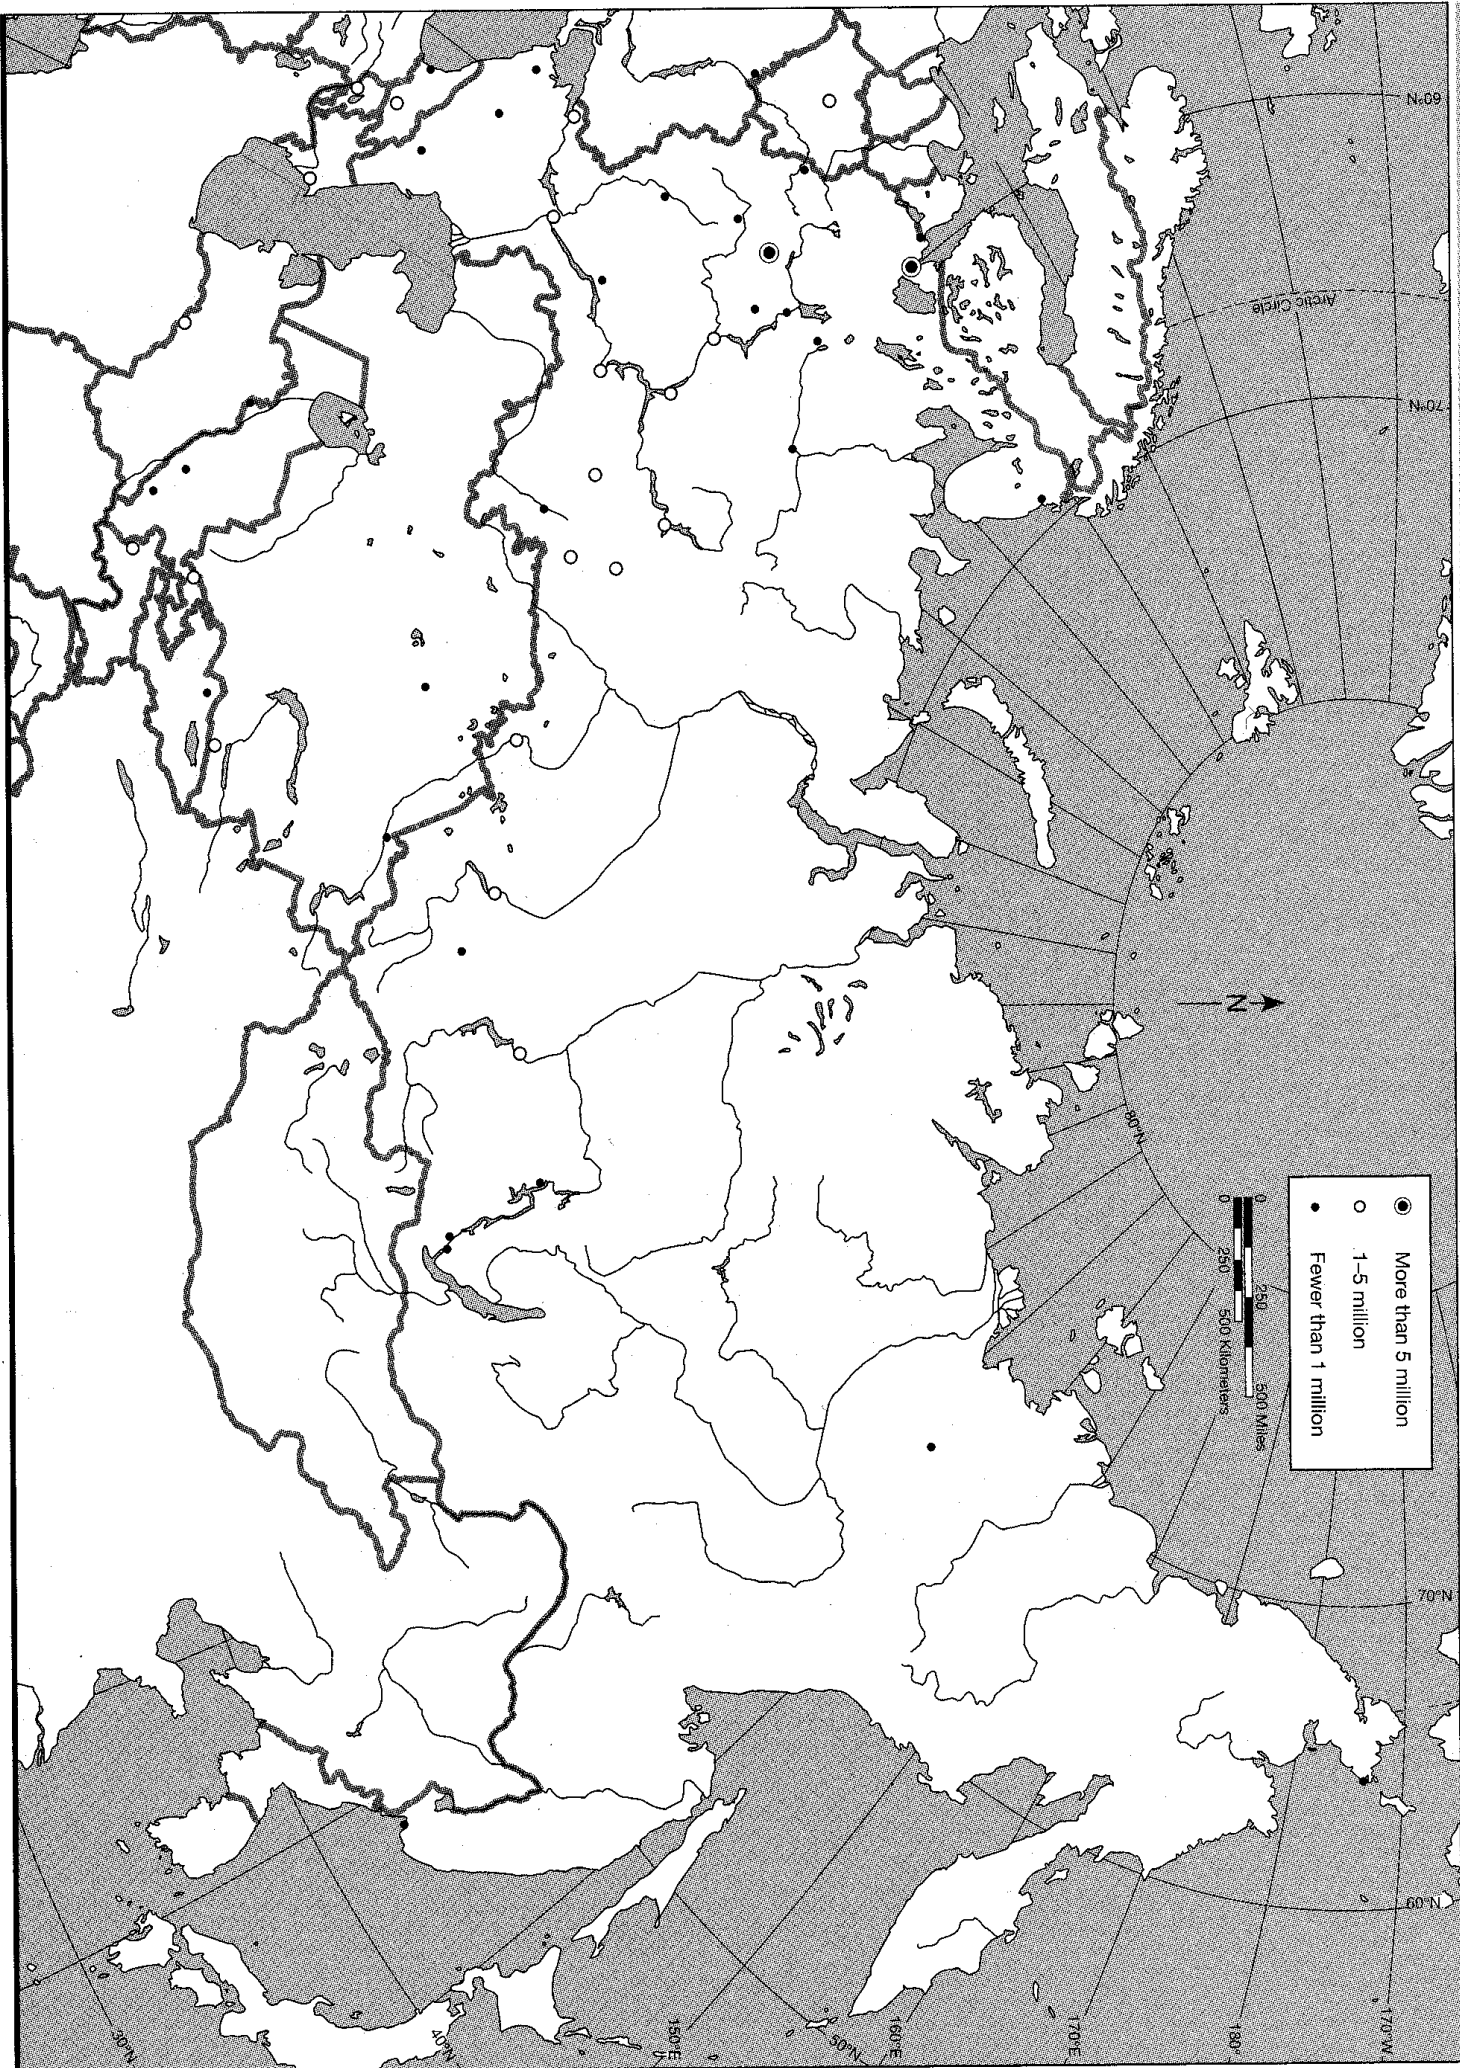 More than 5 million
1–5 million
Fewer than 1 million
0 250 500 Miles
0 250 500 Kilometers
N
80°N
70°N
60°N
Arctic Circle
70°N
60°N
170°W
180°
170°E
160°E
50°N
150°E
40°N
30°N